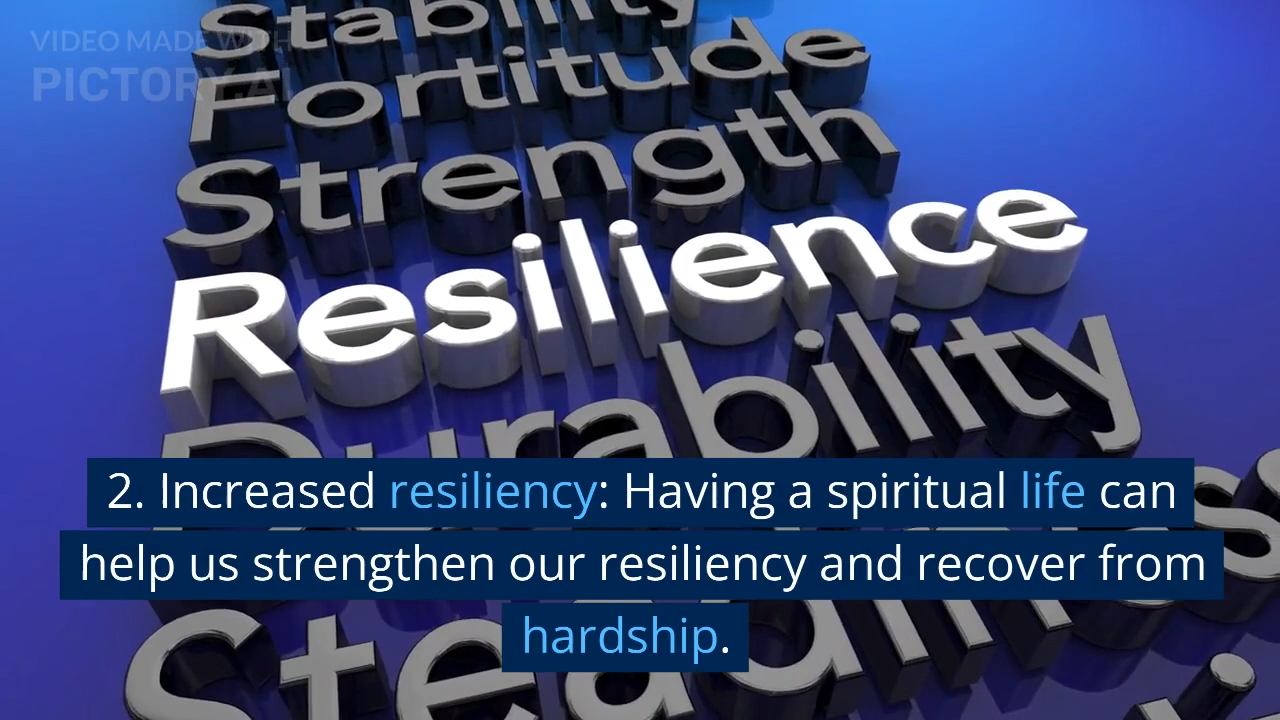 VIDEO MADE WITH
PICTORY.AI
Stability
Fortitude
Strength
Resilience
Durability
2. Increased resiliency: Having a spiritual life can
help us strengthen our resiliency and recover from
hardship.